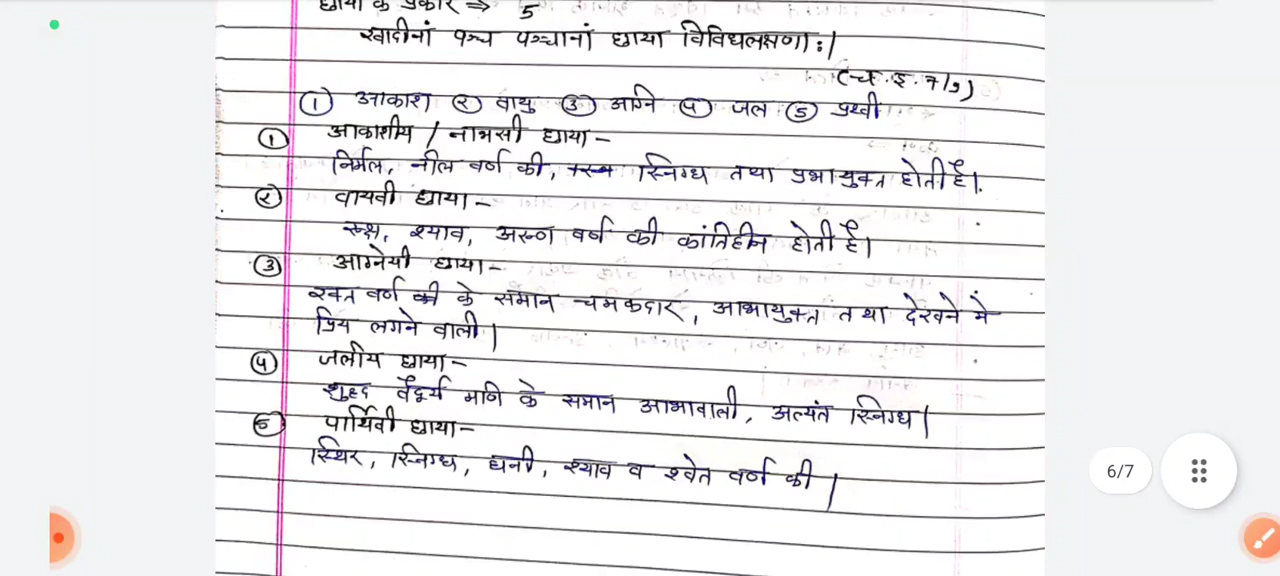 छाया के प्रकार ⇒ 5
खादीनां पञ्च पञ्चानां छाया विविधलक्षणाः।
(च. इ. 7/9)
① आकाश ② वायु ③ अग्नि ④ जल ⑤ पृथ्वी
① आकाशीय / नाभसी छाया -
निर्मल, नील वर्ण की, स्निग्ध तथा प्रभायुक्त होती है।
② वायवी छाया -
रूक्ष, श्याव, अरूण वर्ण की कांतिहीन होती है।
③ आग्नेयी छाया -
रक्त वर्ण के समान चमकदार, आभायुक्त तथा देखने में
प्रिय लगने वाली।
④ जलीय छाया -
शुद्ध वैदूर्य मणि के समान आभावाली, अत्यंत स्निग्ध।
⑤ पार्थिवी छाया -
स्थिर, स्निग्ध, घनी, श्याव व श्वेत वर्ण की।
6/7